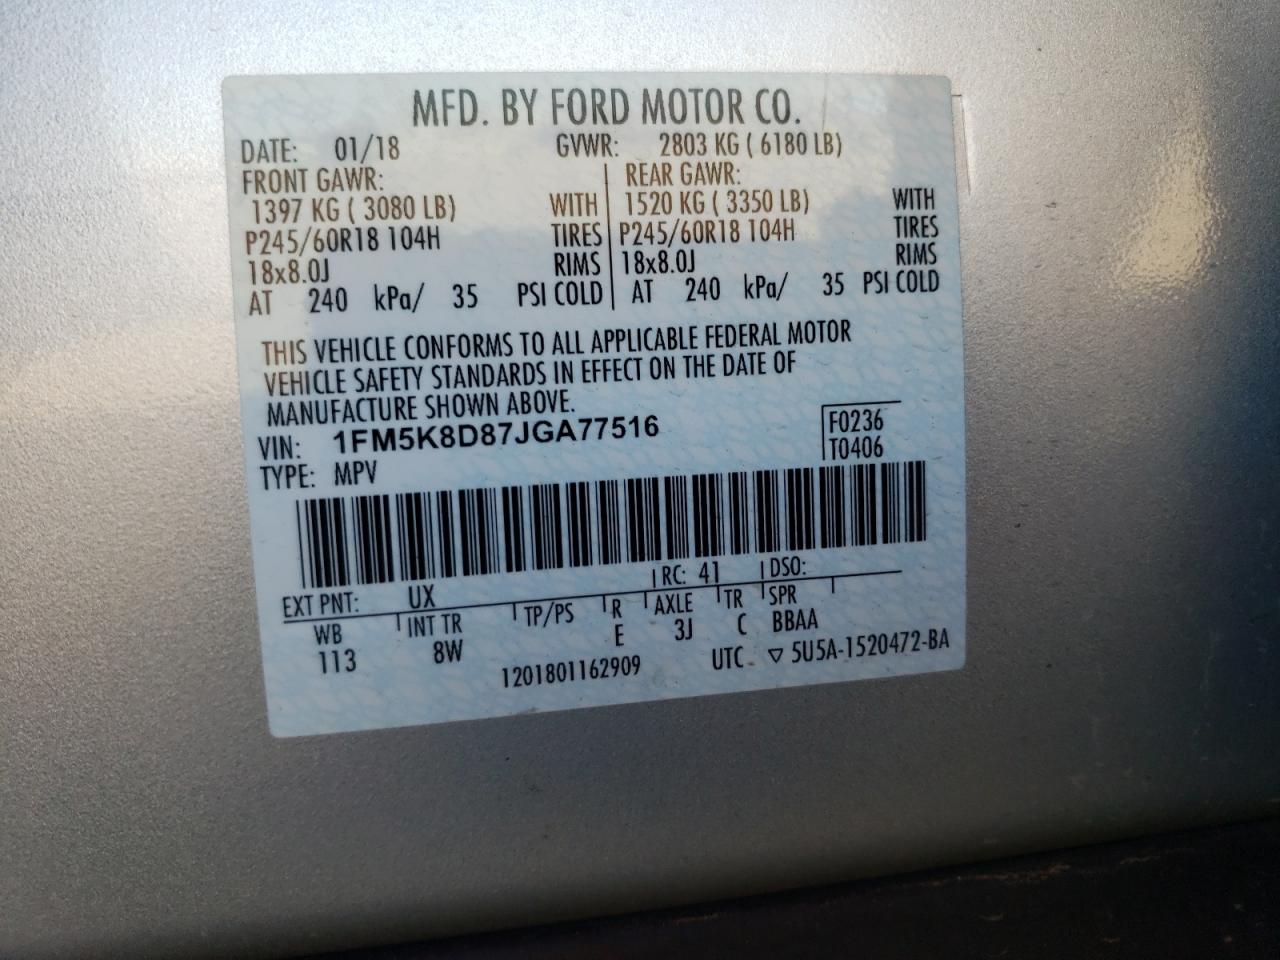 MFD. BY FORD MOTOR CO.
DATE: 01/18 GVWR: 2803 KG ( 6180 LB)
FRONT GAWR: REAR GAWR:
1397 KG ( 3080 LB) WITH 1520 KG ( 3350 LB) WITH
P245/60R18 104H TIRES P245/60R18 104H TIRES
18x8.0J RIMS 18x8.0J RIMS
AT 240 kPa/ 35 PSI COLD AT 240 kPa/ 35 PSI COLD
THIS VEHICLE CONFORMS TO ALL APPLICABLE FEDERAL MOTOR
VEHICLE SAFETY STANDARDS IN EFFECT ON THE DATE OF
MANUFACTURE SHOWN ABOVE.
VIN: 1FM5K8D87JGA77516 F0236
TYPE: MPV T0406
EXT PNT: UX RC: 41 DSO:
WB INT TR TP/PS R AXLE TR SPR
113 8W E 3J C BBAA
1201801162909 UTC ▽ 5U5A-1520472-BA